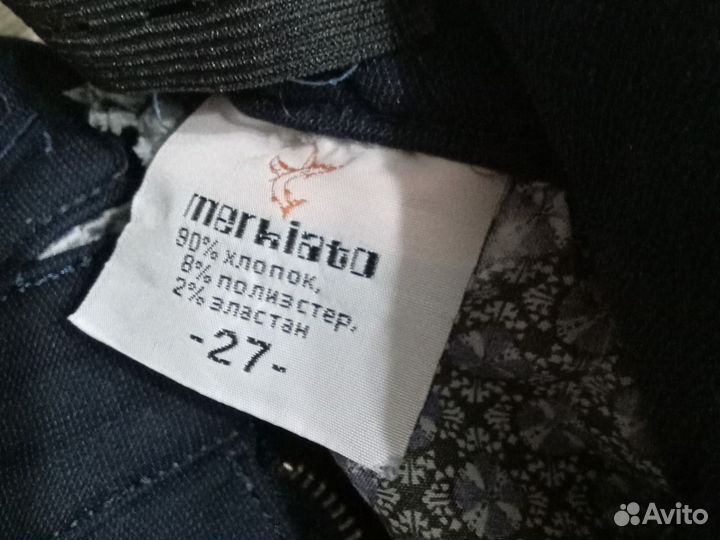 merkiato
90% хлопок,
8% полиэстер,
2% эластан
-27-
Avito